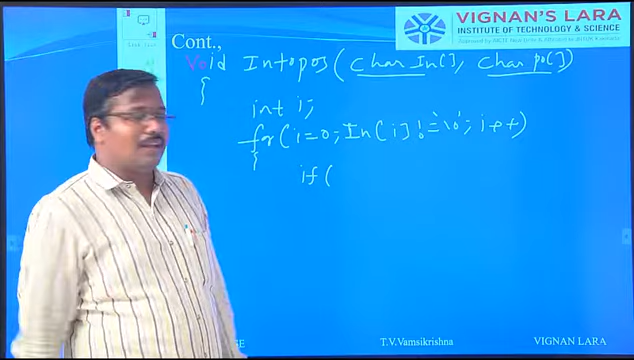 VIGNAN'S LARA
INSTITUTE OF TECHNOLOGY & SCIENCE
Cont.,
Void Intopos( char In[], char po[])
{
int i;
for( i=0; In[i] != '\0'; i++)
{
if(
GE
T.V.Vamsikrishna
VIGNAN LARA